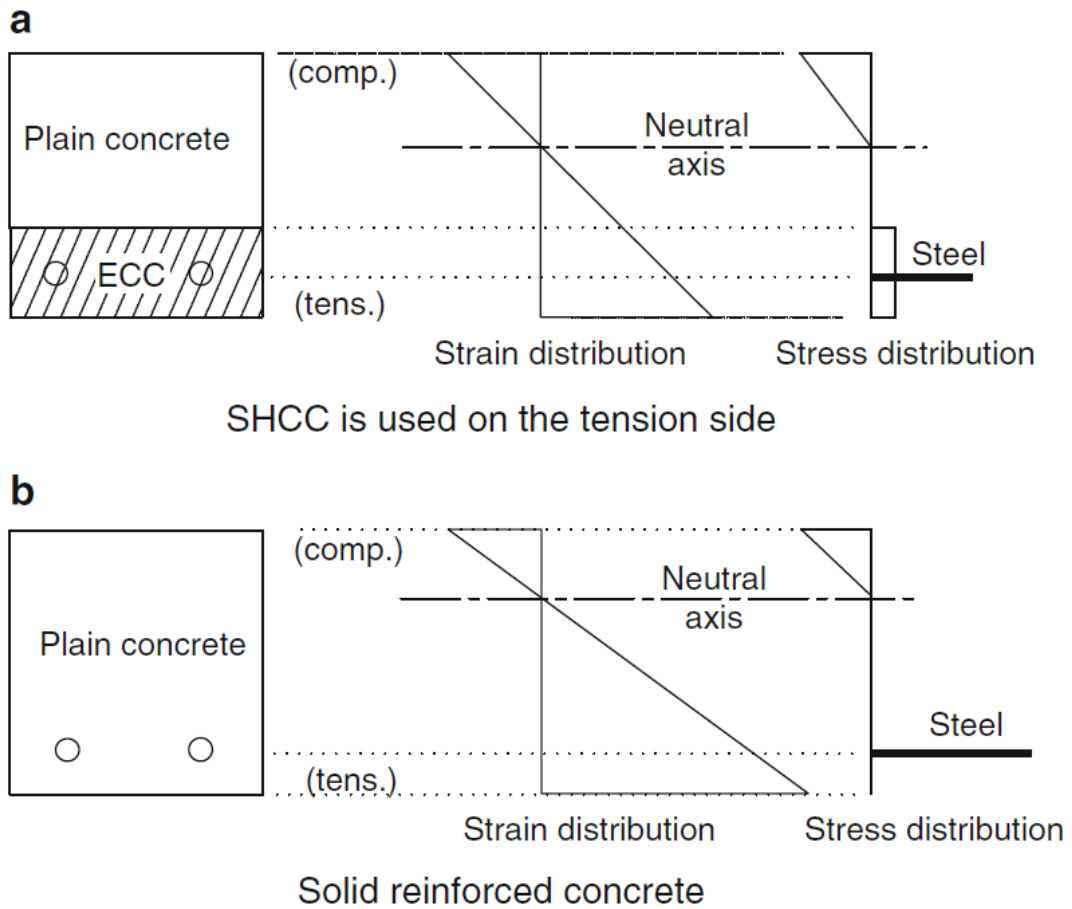 a
(comp.)
Plain concrete
Neutral
axis
ECC
Steel
(tens.)
Strain distribution
Stress distribution
SHCC is used on the tension side
b
(comp.)
Neutral
axis
Plain concrete
Steel
(tens.)
Strain distribution
Stress distribution
Solid reinforced concrete